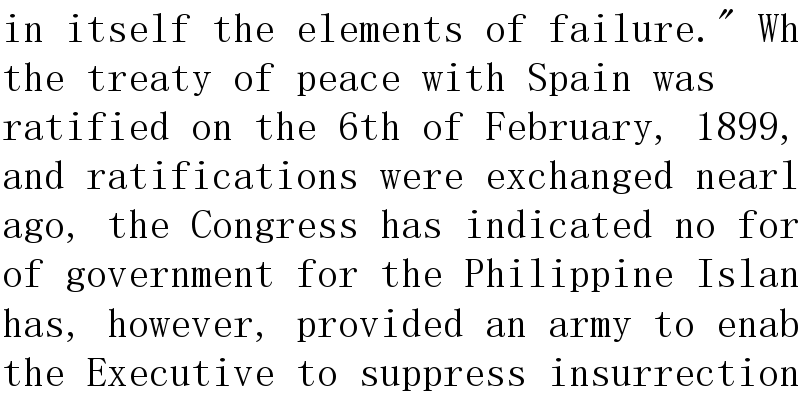 in itself the elements of failure." Wh
the treaty of peace with Spain was
ratified on the 6th of February, 1899,
and ratifications were exchanged nearl
ago, the Congress has indicated no for
of government for the Philippine Islan
has, however, provided an army to enab
the Executive to suppress insurrection